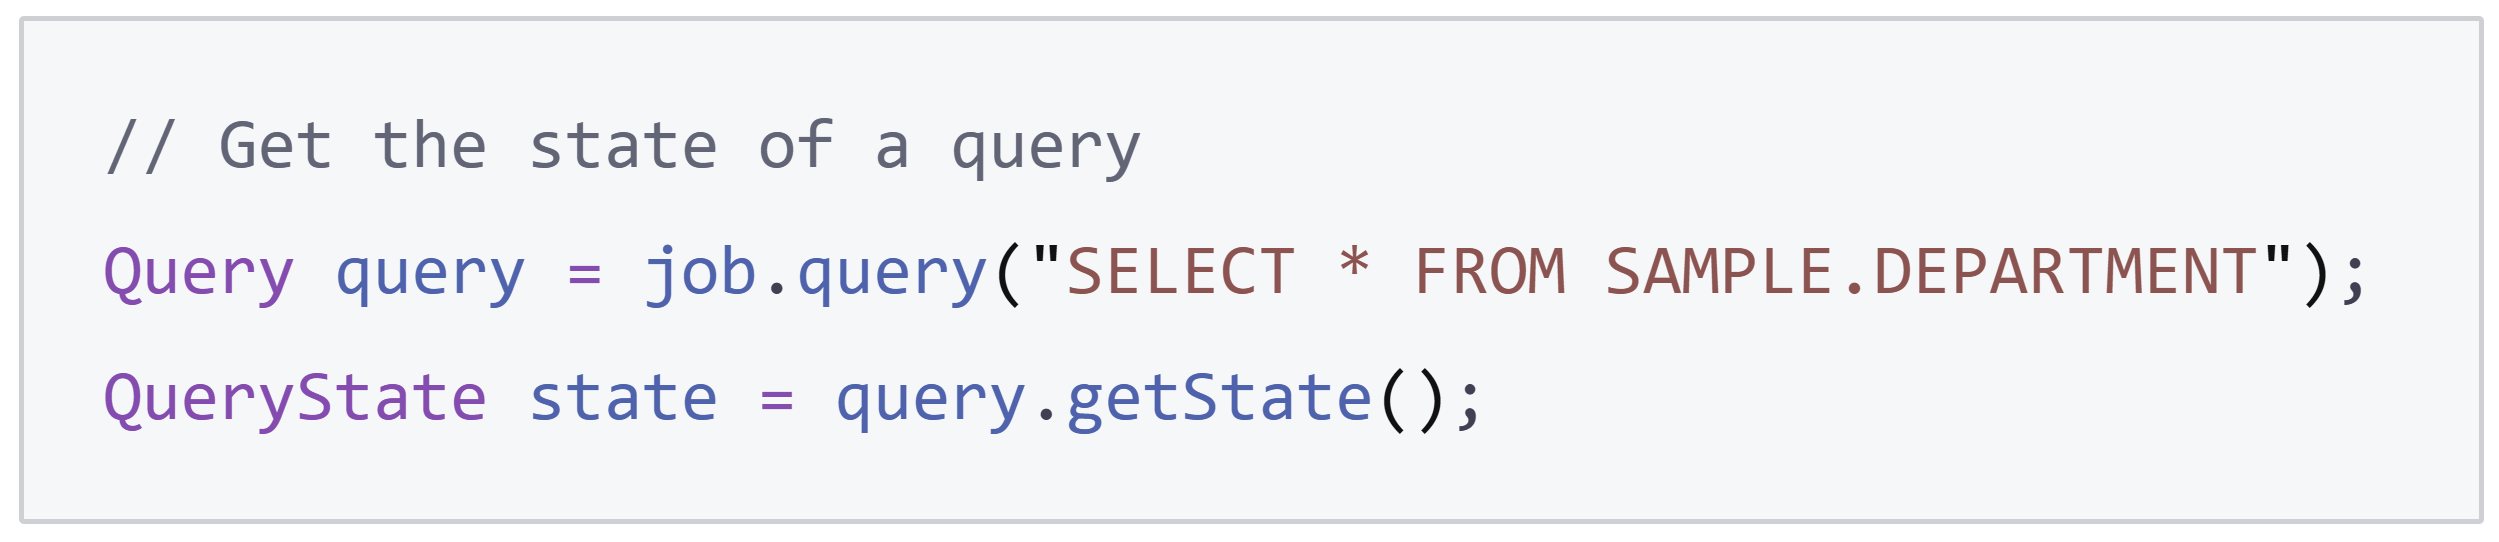 // Get the state of a query
Query query = job.query("SELECT * FROM SAMPLE.DEPARTMENT");
QueryState state = query.getState();